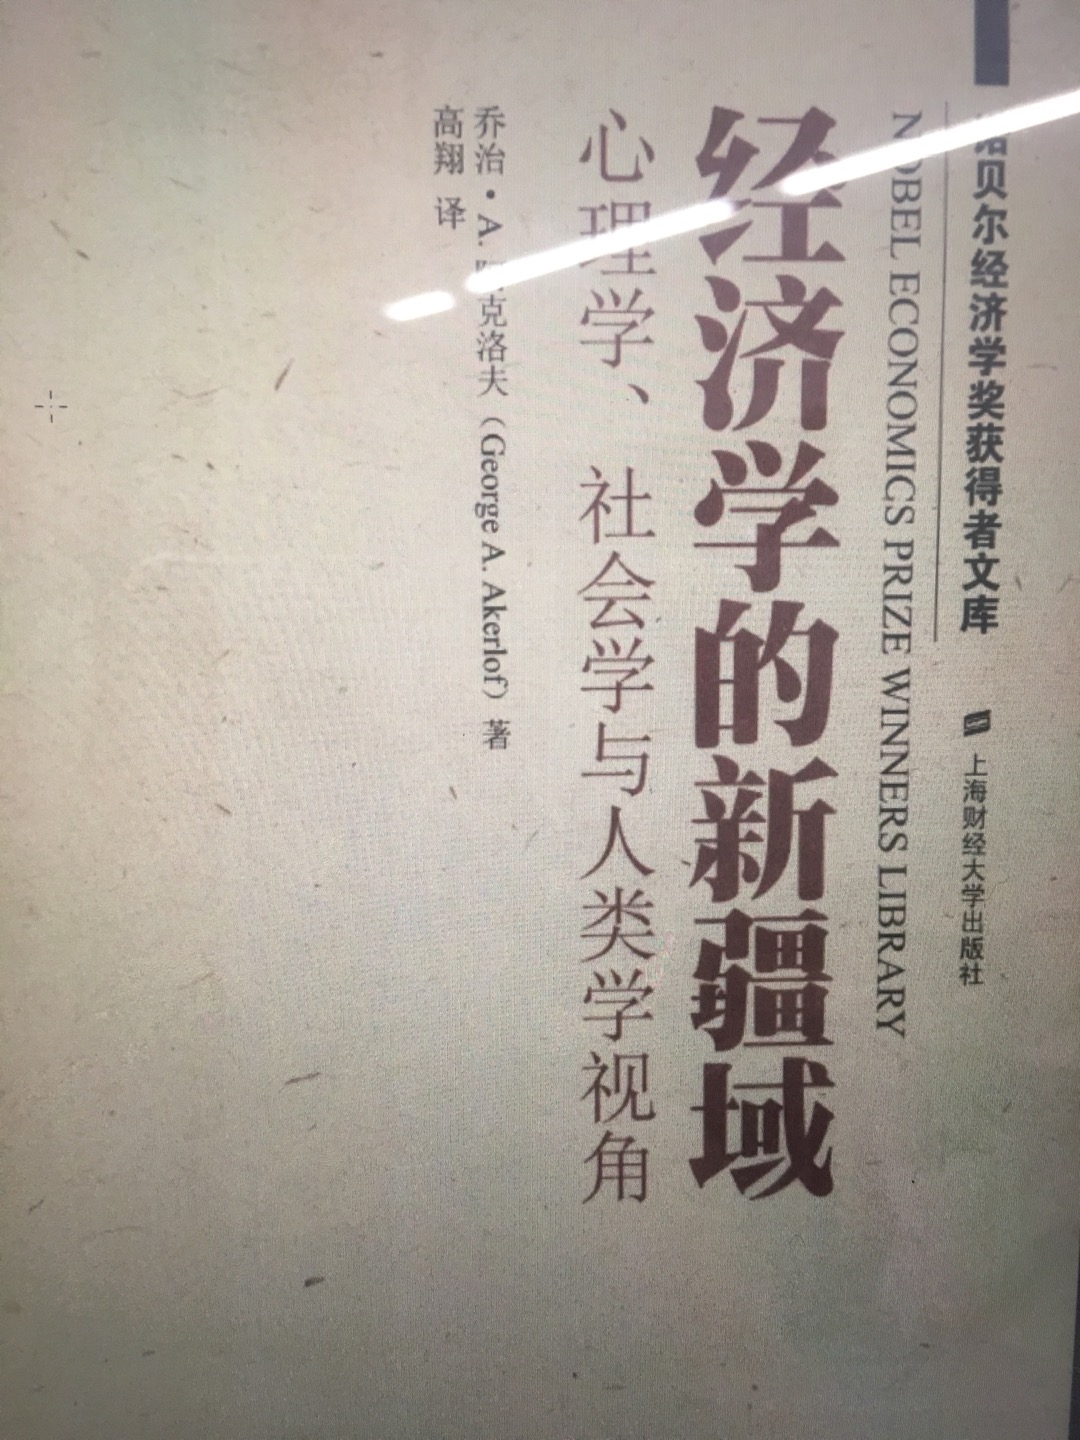 诺贝尔经济学奖获得者文库 上海财经大学出版社
NOBEL ECONOMICS PRIZE WINNERS LIBRARY
经济学的新疆域
心理学、社会学与人类学视角
乔治·A. 阿克洛夫（George A. Akerlof）著
高翔 译